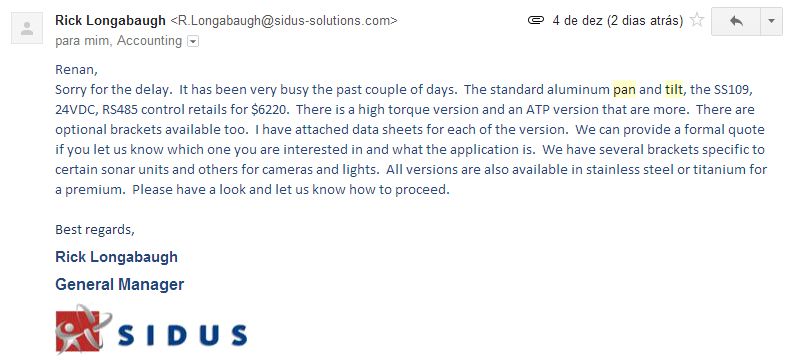 Rick Longabaugh <R.Longabaugh@sidus-solutions.com> 4 de dez (2 dias atrás)
para mim, Accounting
Renan,
Sorry for the delay. It has been very busy the past couple of days. The standard aluminum pan and tilt, the SS109,
24VDC, RS485 control retails for $6220. There is a high torque version and an ATP version that are more. There are
optional brackets available too. I have attached data sheets for each of the version. We can provide a formal quote
if you let us know which one you are interested in and what the application is. We have several brackets specific to
certain sonar units and others for cameras and lights. All versions are also available in stainless steel or titanium for
a premium. Please have a look and let us know how to proceed.
Best regards,
Rick Longabaugh
General Manager
SIDUS